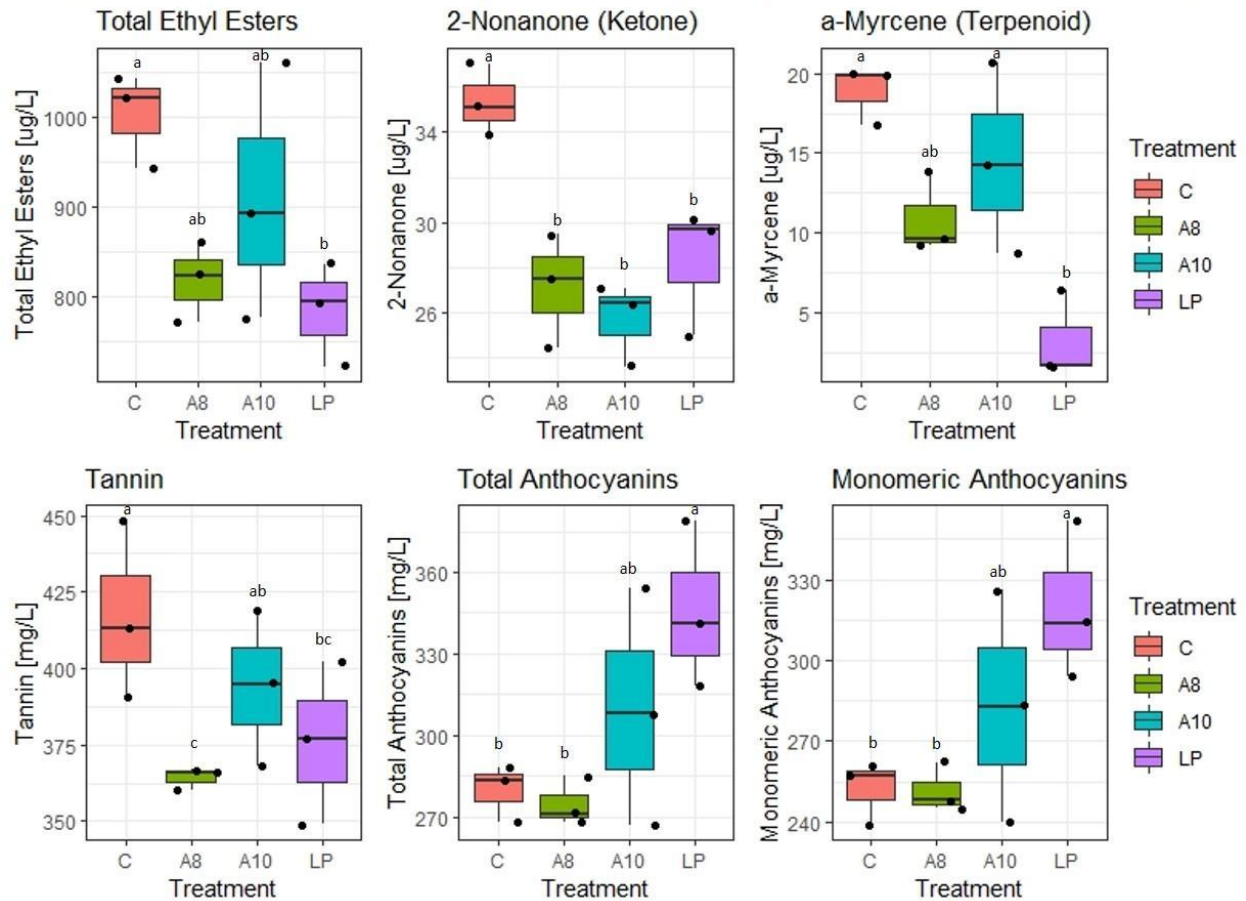 Total Ethyl Esters
2-Nonanone (Ketone)
a-Myrcene (Terpenoid)
Total Ethyl Esters [ug/L]
1000
900
800
a
ab
ab
b
C A8 A10 LP
Treatment
2-Nonanone [ug/L]
34
30
26
a
b
b
b
C A8 A10 LP
Treatment
a-Myrcene [ug/L]
20
15
10
5
a
ab
a
b
C A8 A10 LP
Treatment
Treatment
C
A8
A10
LP
Tannin
Total Anthocyanins
Monomeric Anthocyanins
Tannin [mg/L]
450
425
400
375
350
a
c
ab
bc
C A8 A10 LP
Treatment
Total Anthocyanins [mg/L]
360
330
300
270
b
b
ab
a
C A8 A10 LP
Treatment
Monomeric Anthocyanins [mg/L]
330
300
270
240
b
b
ab
a
C A8 A10 LP
Treatment
Treatment
C
A8
A10
LP